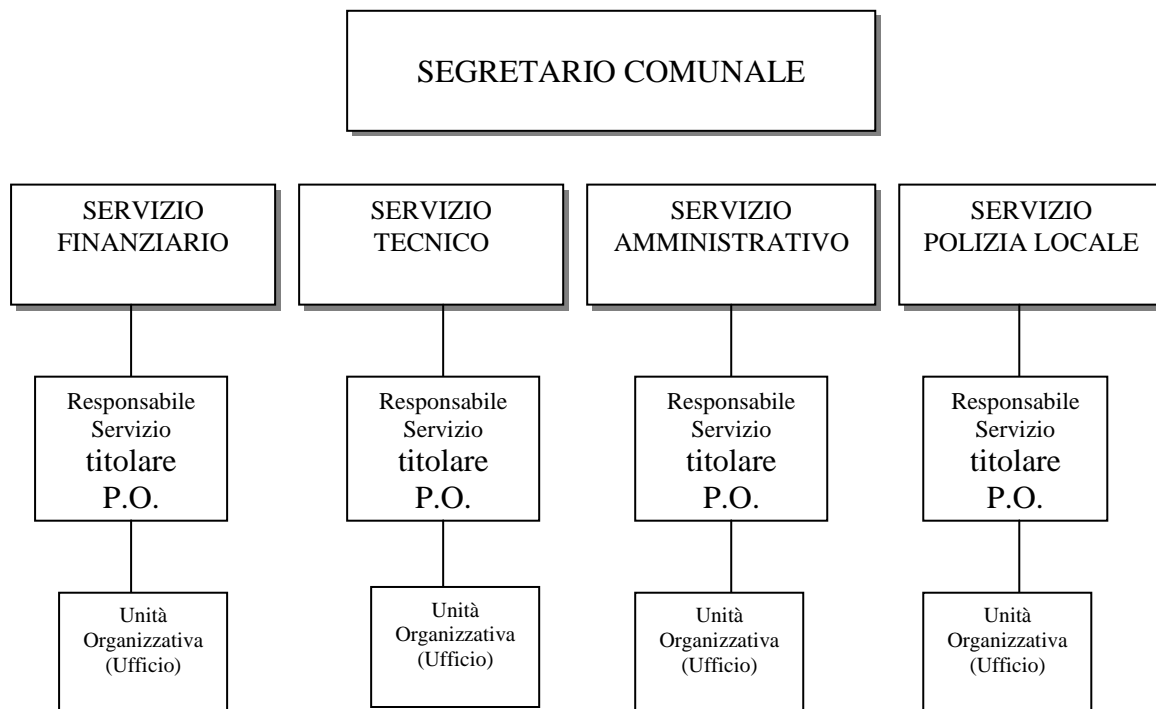 SEGRETARIO COMUNALE
SERVIZIO
FINANZIARIO
SERVIZIO
TECNICO
SERVIZIO
AMMINISTRATIVO
SERVIZIO
POLIZIA LOCALE
Responsabile
Servizio
titolare
P.O.
Responsabile
Servizio
titolare
P.O.
Responsabile
Servizio
titolare
P.O.
Responsabile
Servizio
titolare
P.O.
Unità
Organizzativa
(Ufficio)
Unità
Organizzativa
(Ufficio)
Unità
Organizzativa
(Ufficio)
Unità
Organizzativa
(Ufficio)